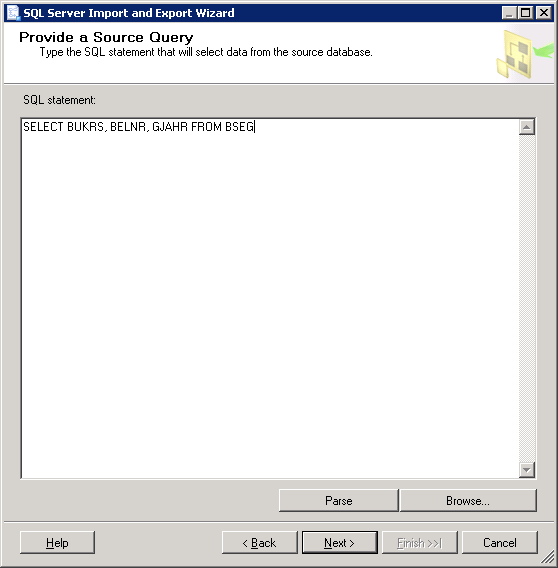 SQL Server Import and Export Wizard
Provide a Source Query
Type the SQL statement that will select data from the source database.
SQL statement:
SELECT BUKRS, BELNR, GJAHR FROM BSEG
Parse
Browse...
Help
< Back
Next >
Finish >>|
Cancel